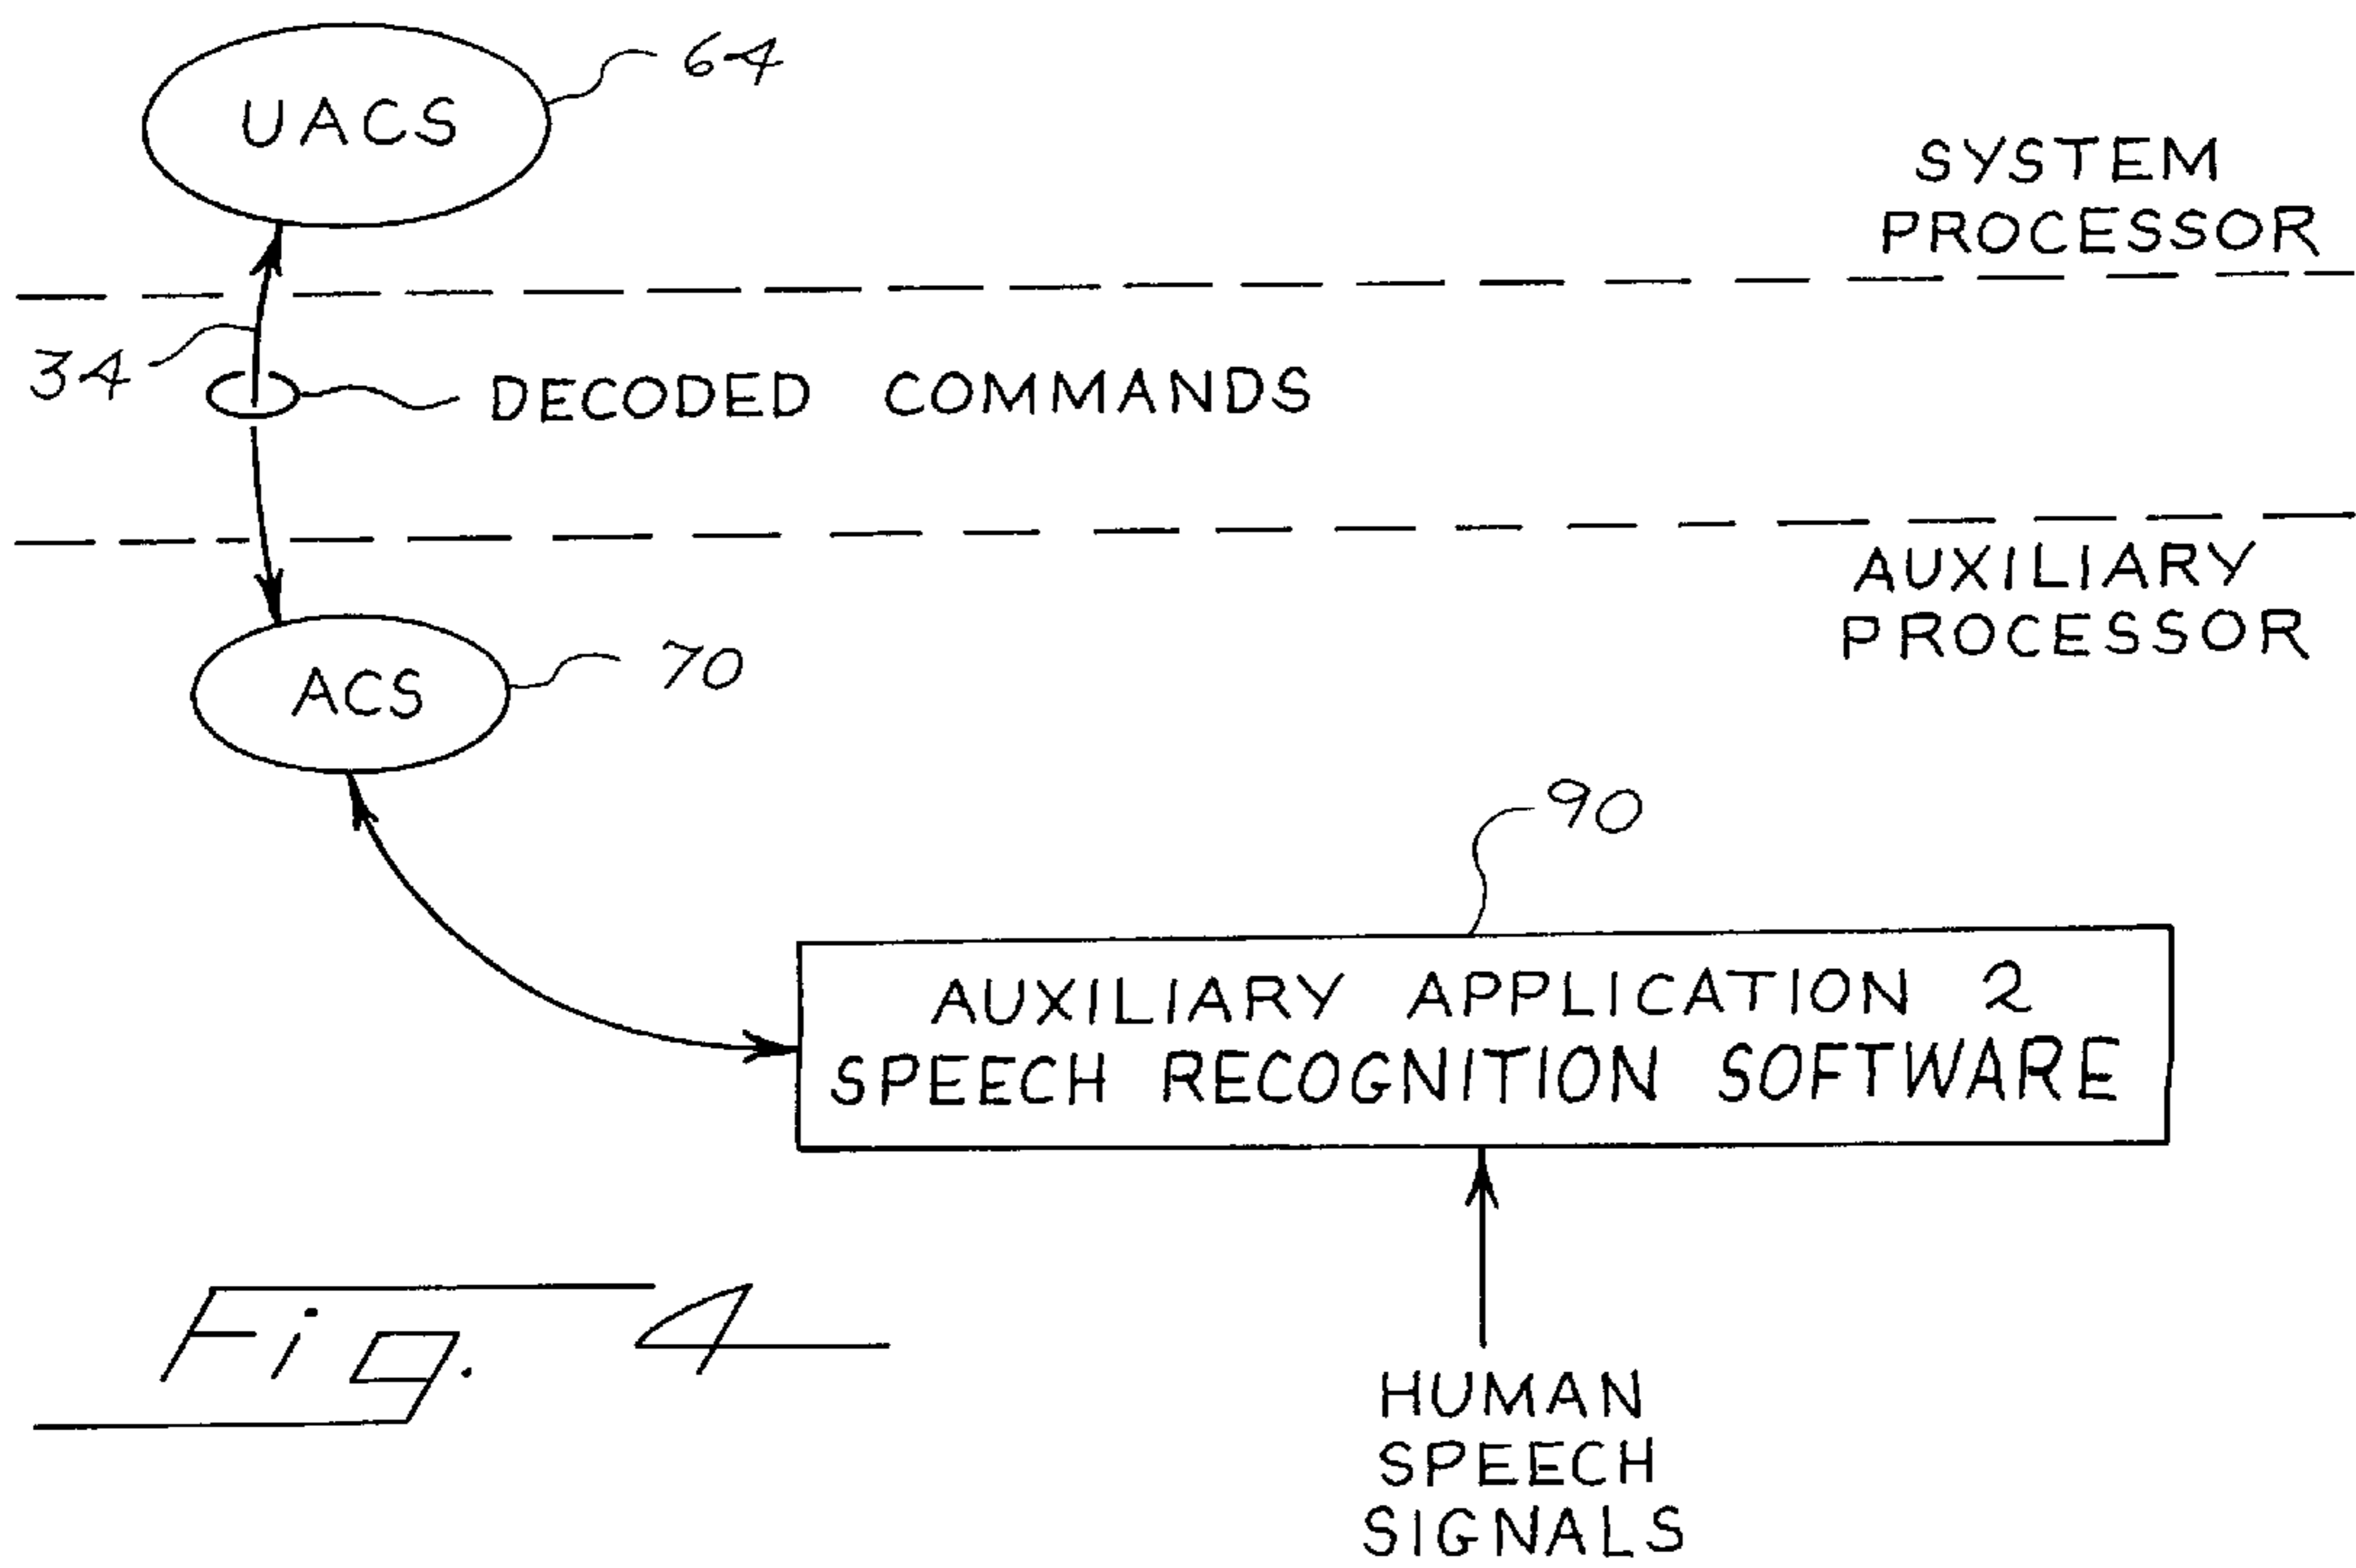 64
UACS
SYSTEM
PROCESSOR
34
DECODED COMMANDS
AUXILIARY
PROCESSOR
ACS
70
90
AUXILIARY APPLICATION 2
SPEECH RECOGNITION SOFTWARE
Fig. 4
HUMAN
SPEECH
SIGNALS